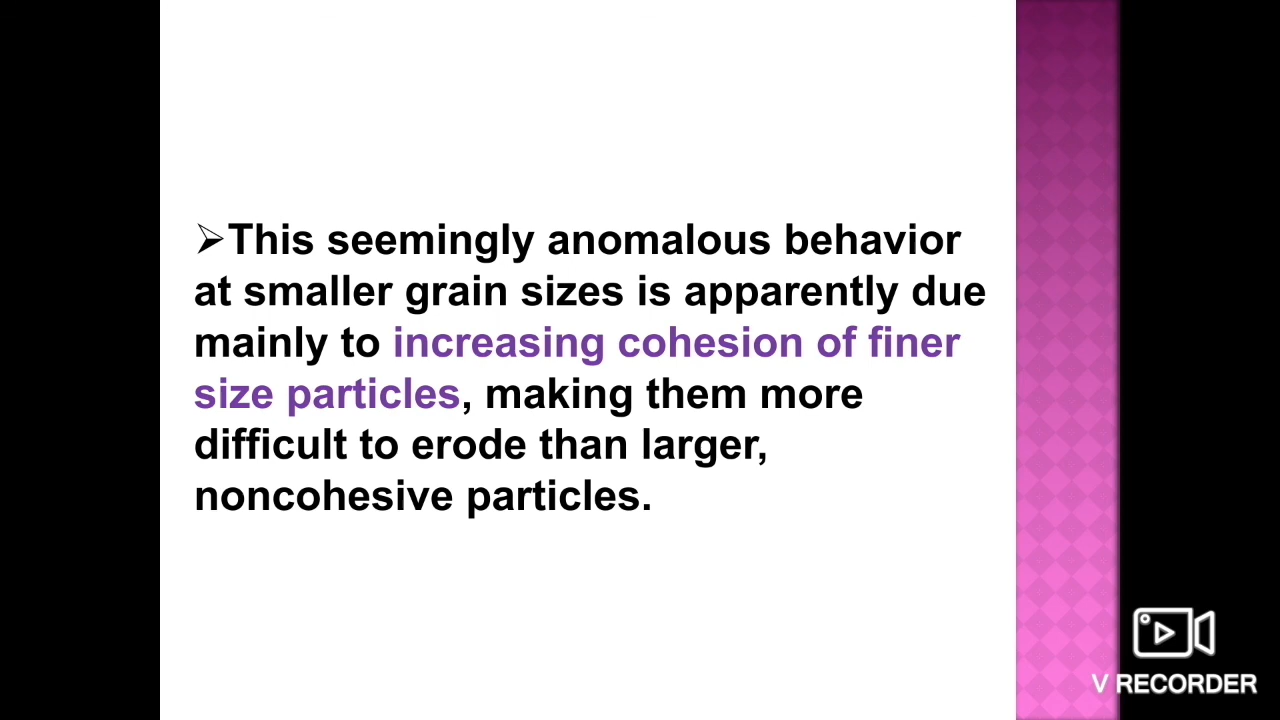 ➢This seemingly anomalous behavior
at smaller grain sizes is apparently due
mainly to increasing cohesion of finer
size particles, making them more
difficult to erode than larger,
noncohesive particles.
V RECORDER